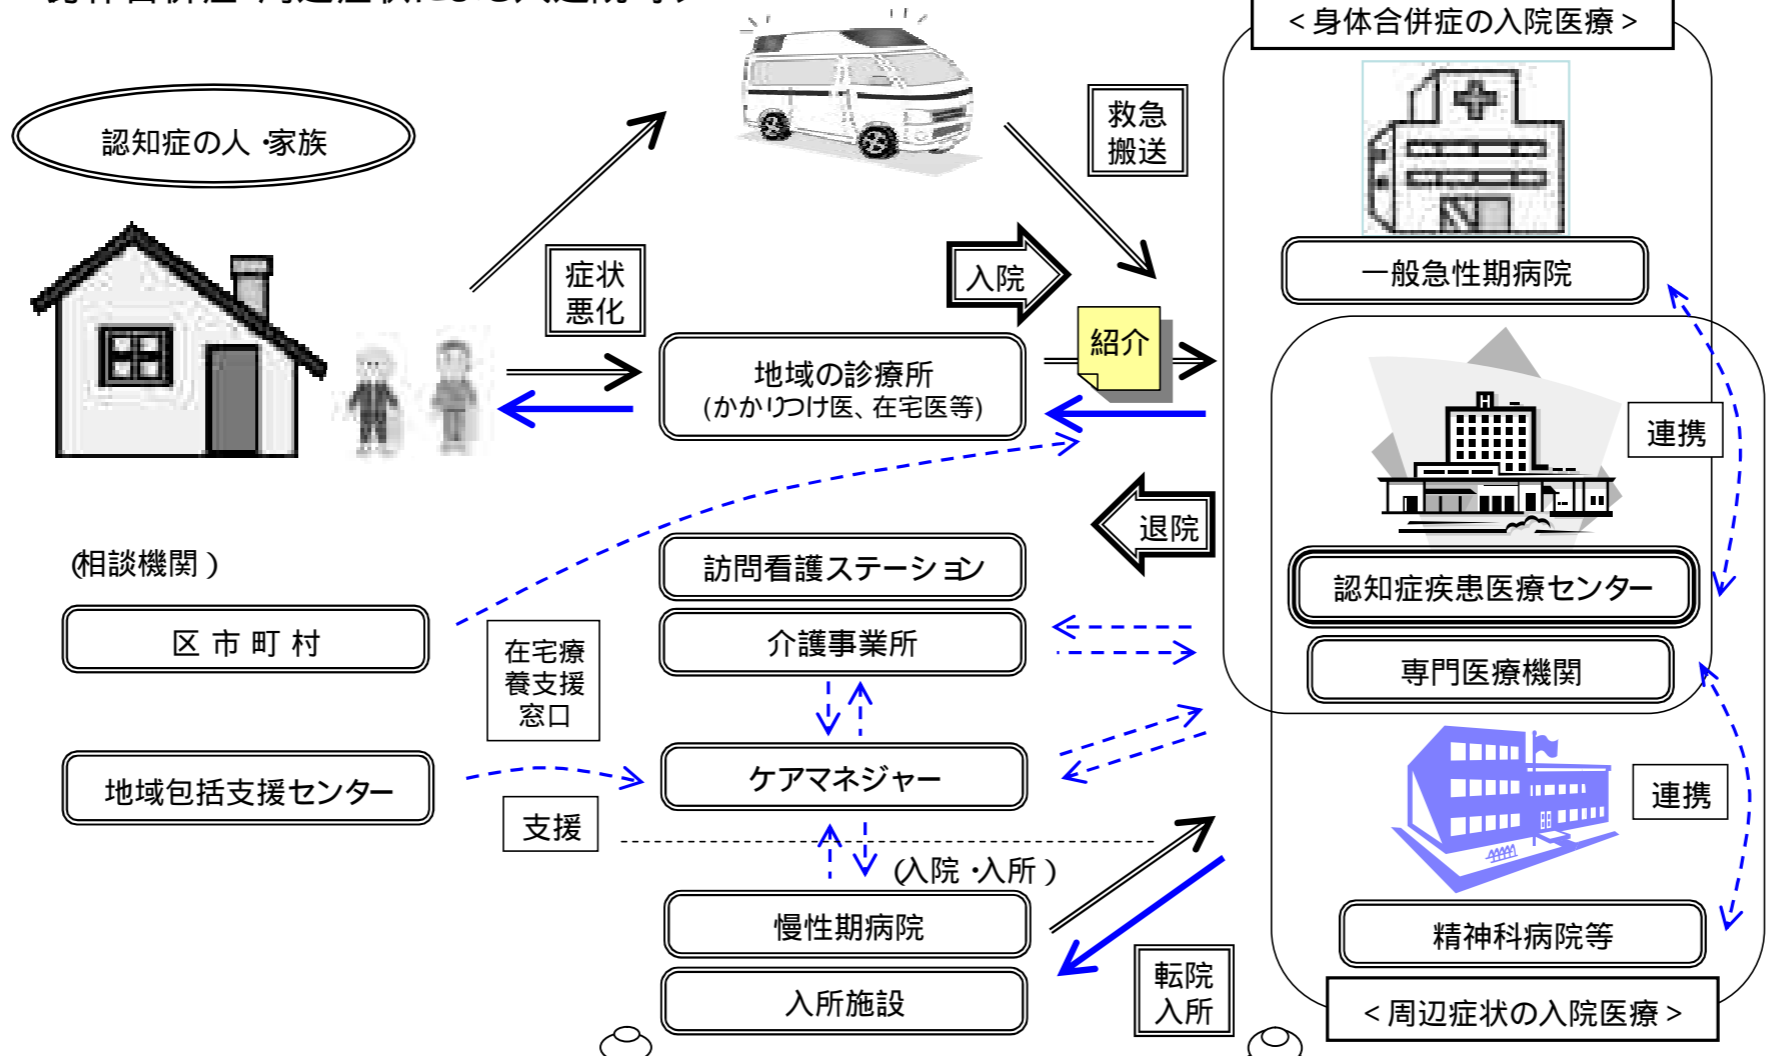 <身体合併症の入院医療>
認知症の人・家族
救急
搬送
症状
悪化
入院
一般急性期病院
紹介
地域の診療所
(かかりつけ医、在宅医等)
連携
退院
(相談機関)
訪問看護ステーション
認知症疾患医療センター
区市町村
介護事業所
在宅療
養支援
窓口
専門医療機関
地域包括支援センター
ケアマネジャー
連携
支援
(入院・入所)
慢性期病院
精神科病院等
転院
入所
入所施設
<周辺症状の入院医療>